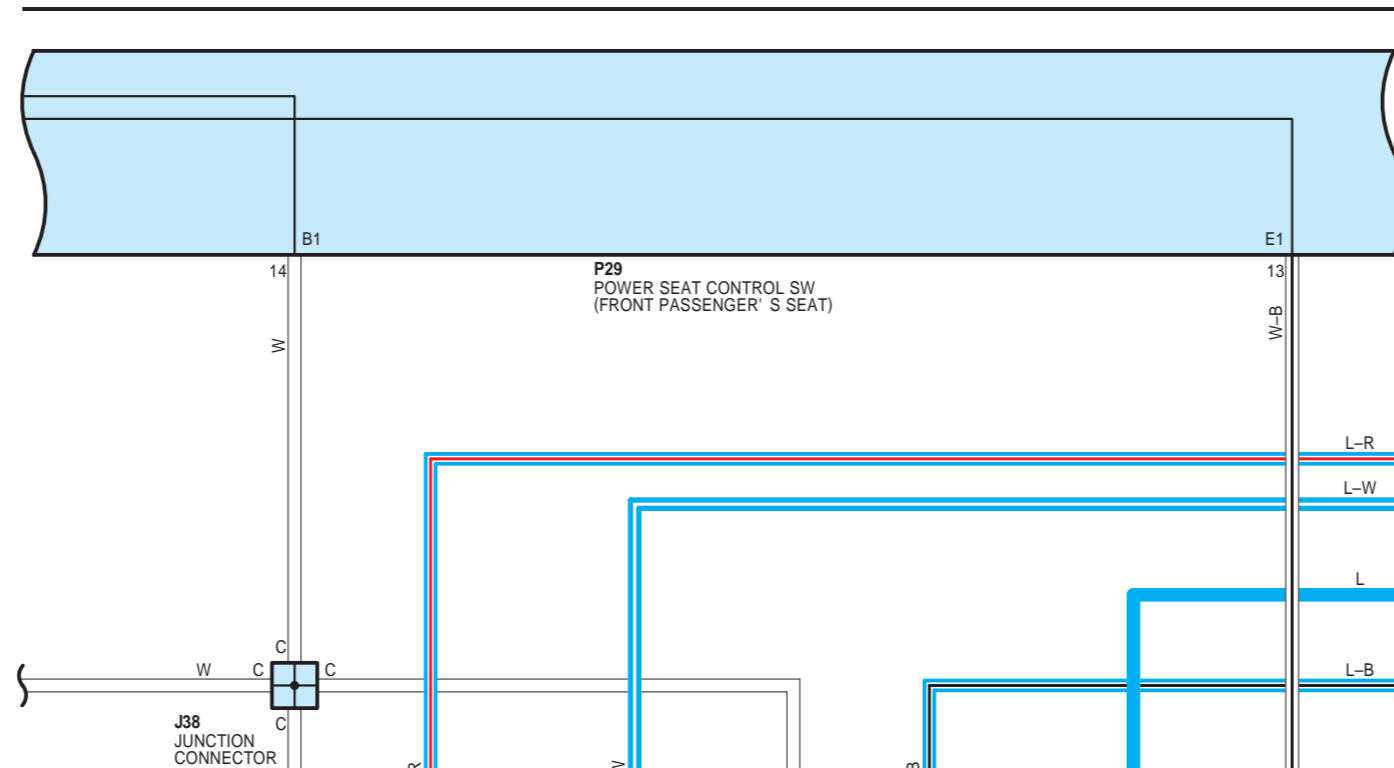 B1
E1
14
P29
POWER SEAT CONTROL SW
(FRONT PASSENGER' S SEAT)
13
W
W–B
L–R
L–W
L
L–B
C
W
C
C
J38
JUNCTION
CONNECTOR
C
R
B